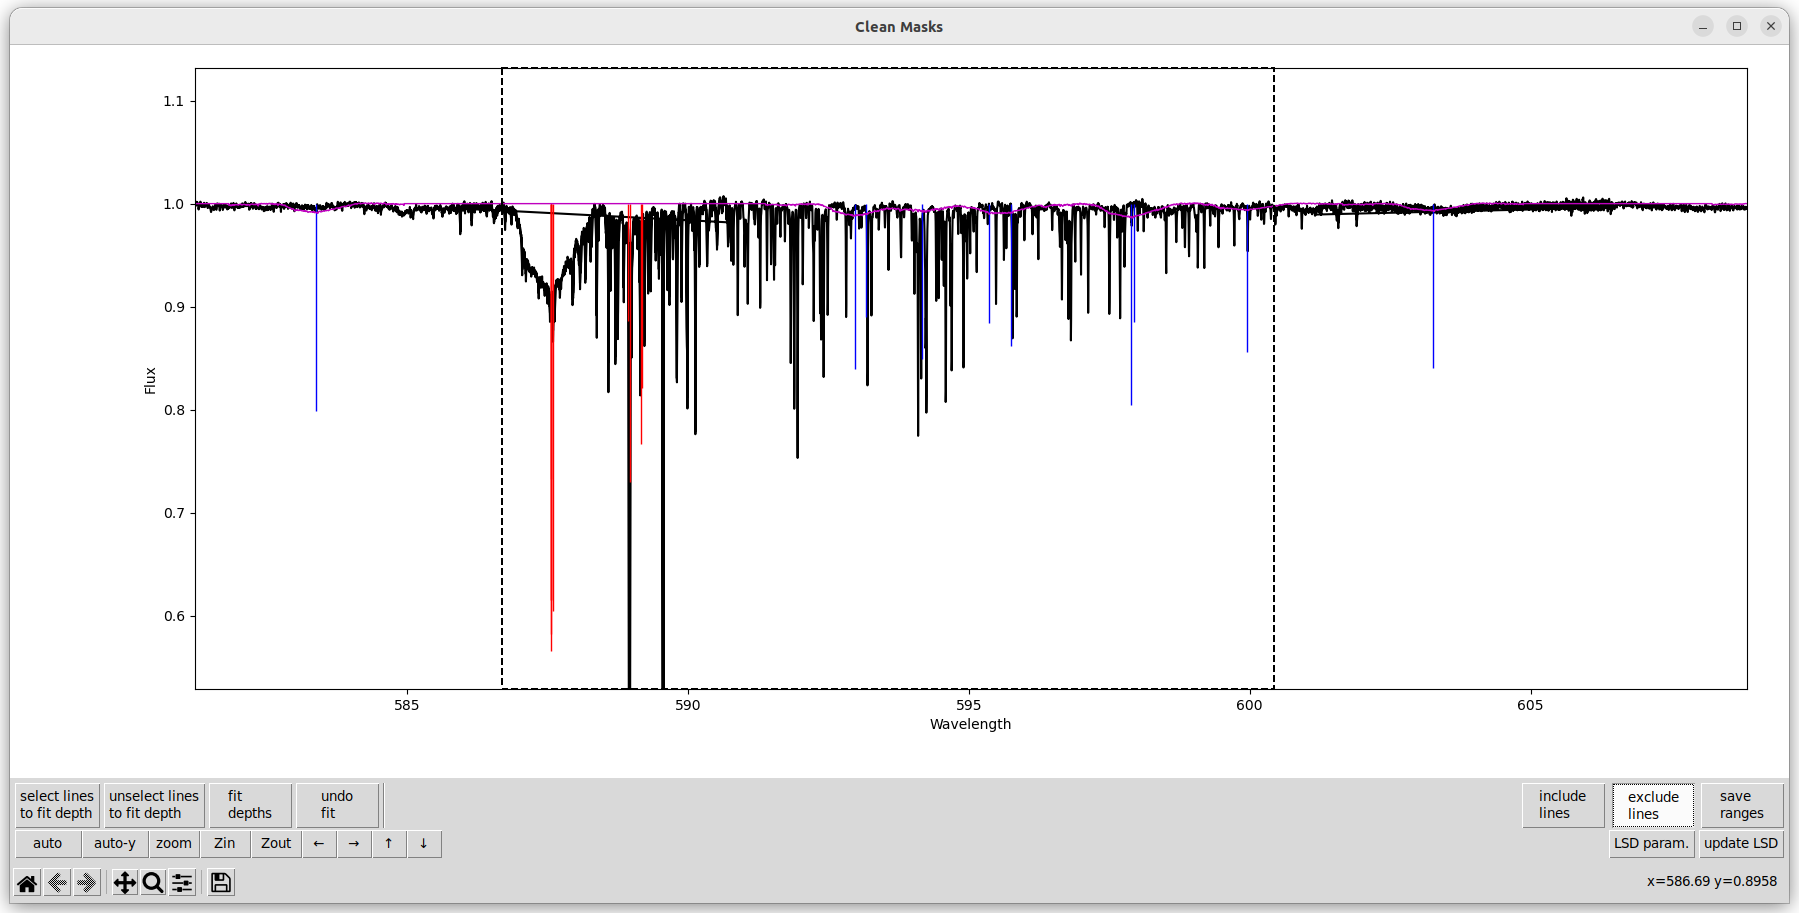 Clean Masks
1.1
1.0
0.9
0.8
0.7
0.6
Flux
585
590
595
600
605
Wavelength
select lines
to fit depth
unselect lines
to fit depth
fit
depths
undo
fit
include
lines
exclude
lines
save
ranges
auto
auto-y
zoom
Zin
Zout
←
→
↑
↓
LSD param.
update LSD
x=586.69 y=0.8958